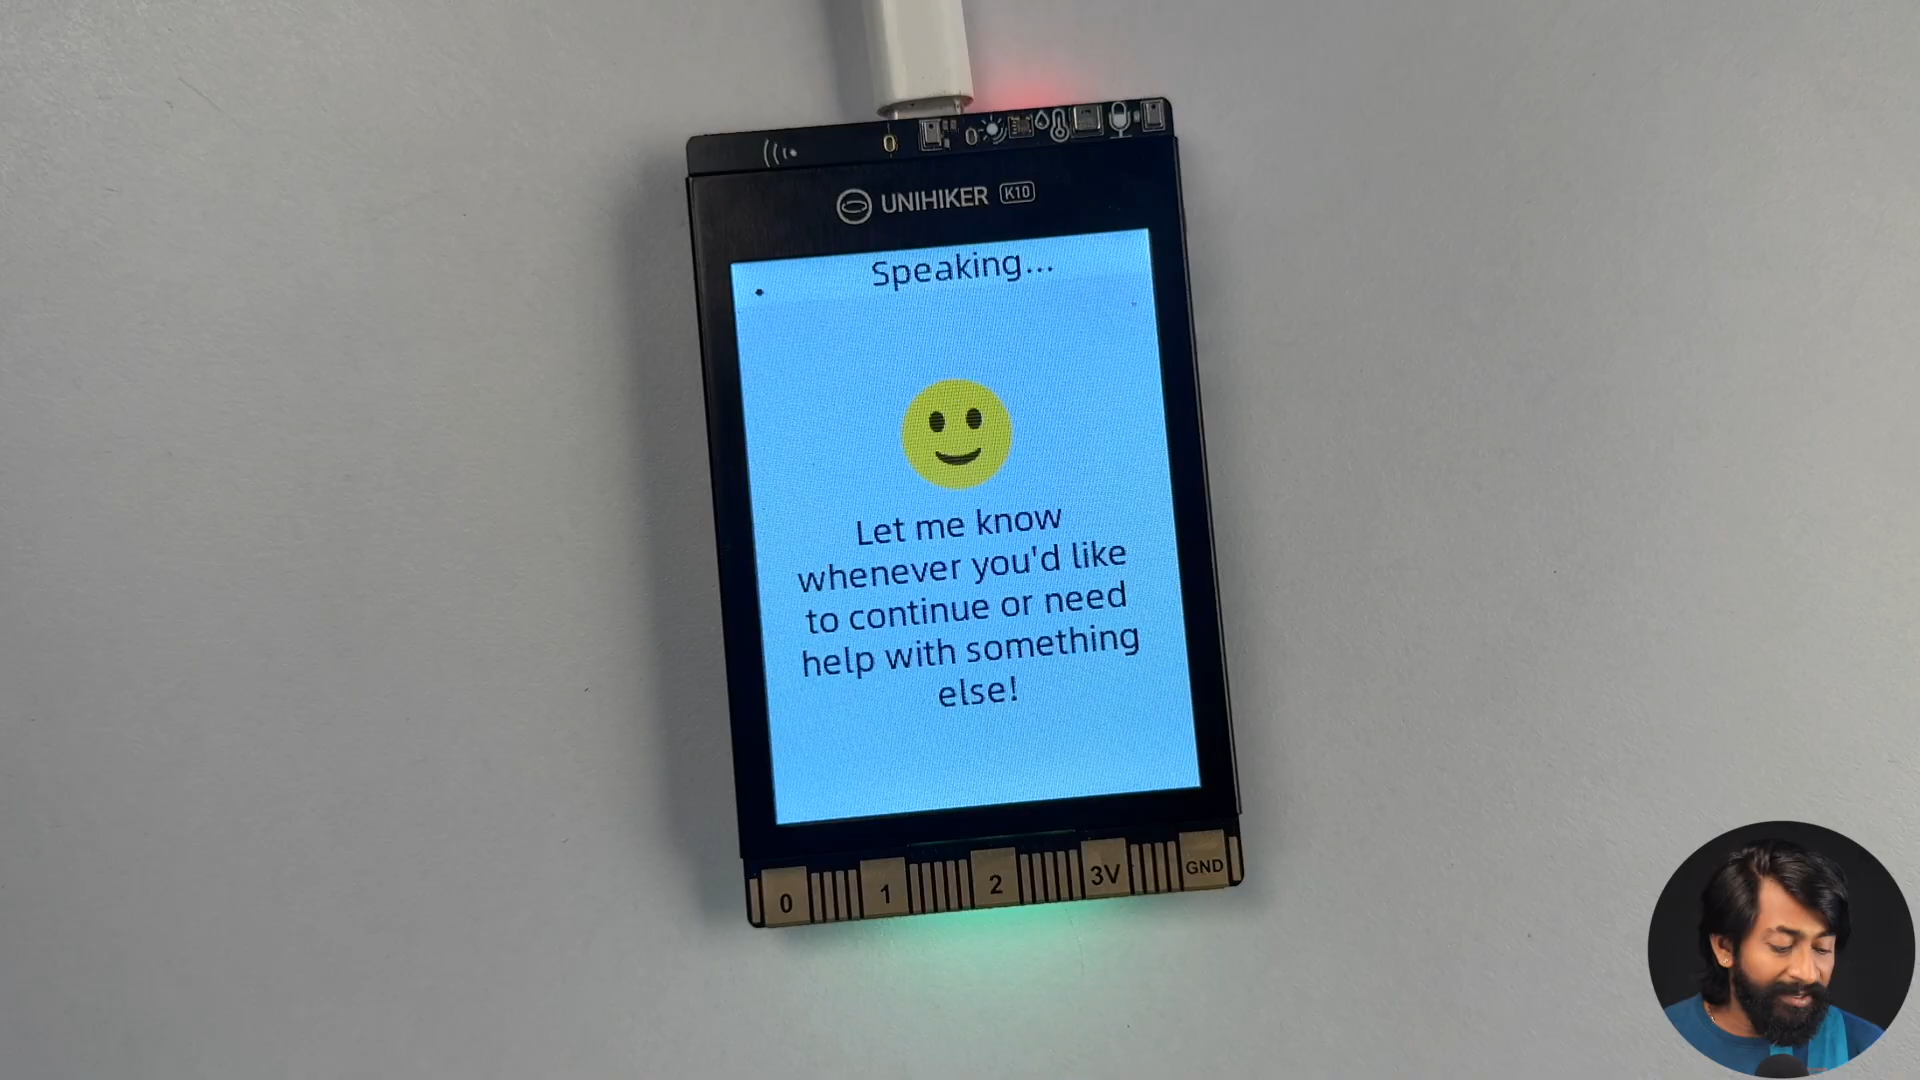 UNIHIKER K10
Speaking...
Let me know
whenever you'd like
to continue or need
help with something
else!
0 1 2 3V GND